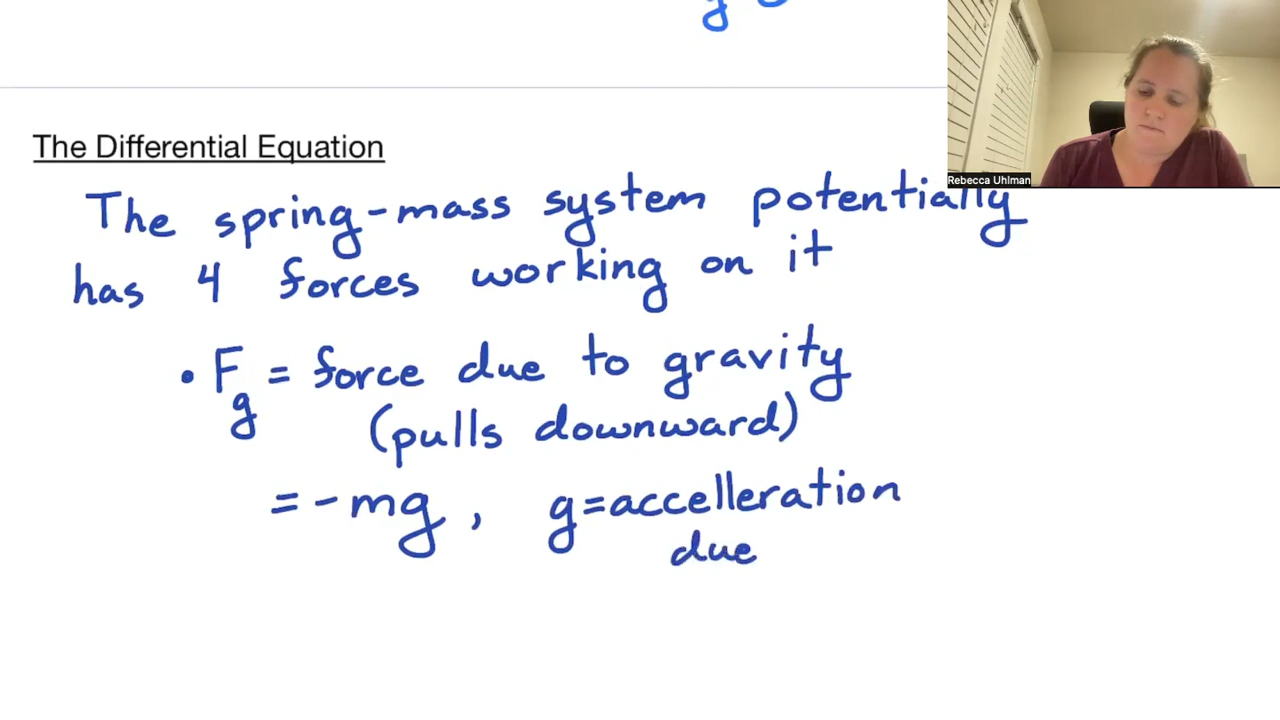 The Differential Equation
Rebecca Uhlman
The spring-mass system potentially
has 4 forces working on it
• Fg = force due to gravity
(pulls downward)
= -mg, g=accelleration
due